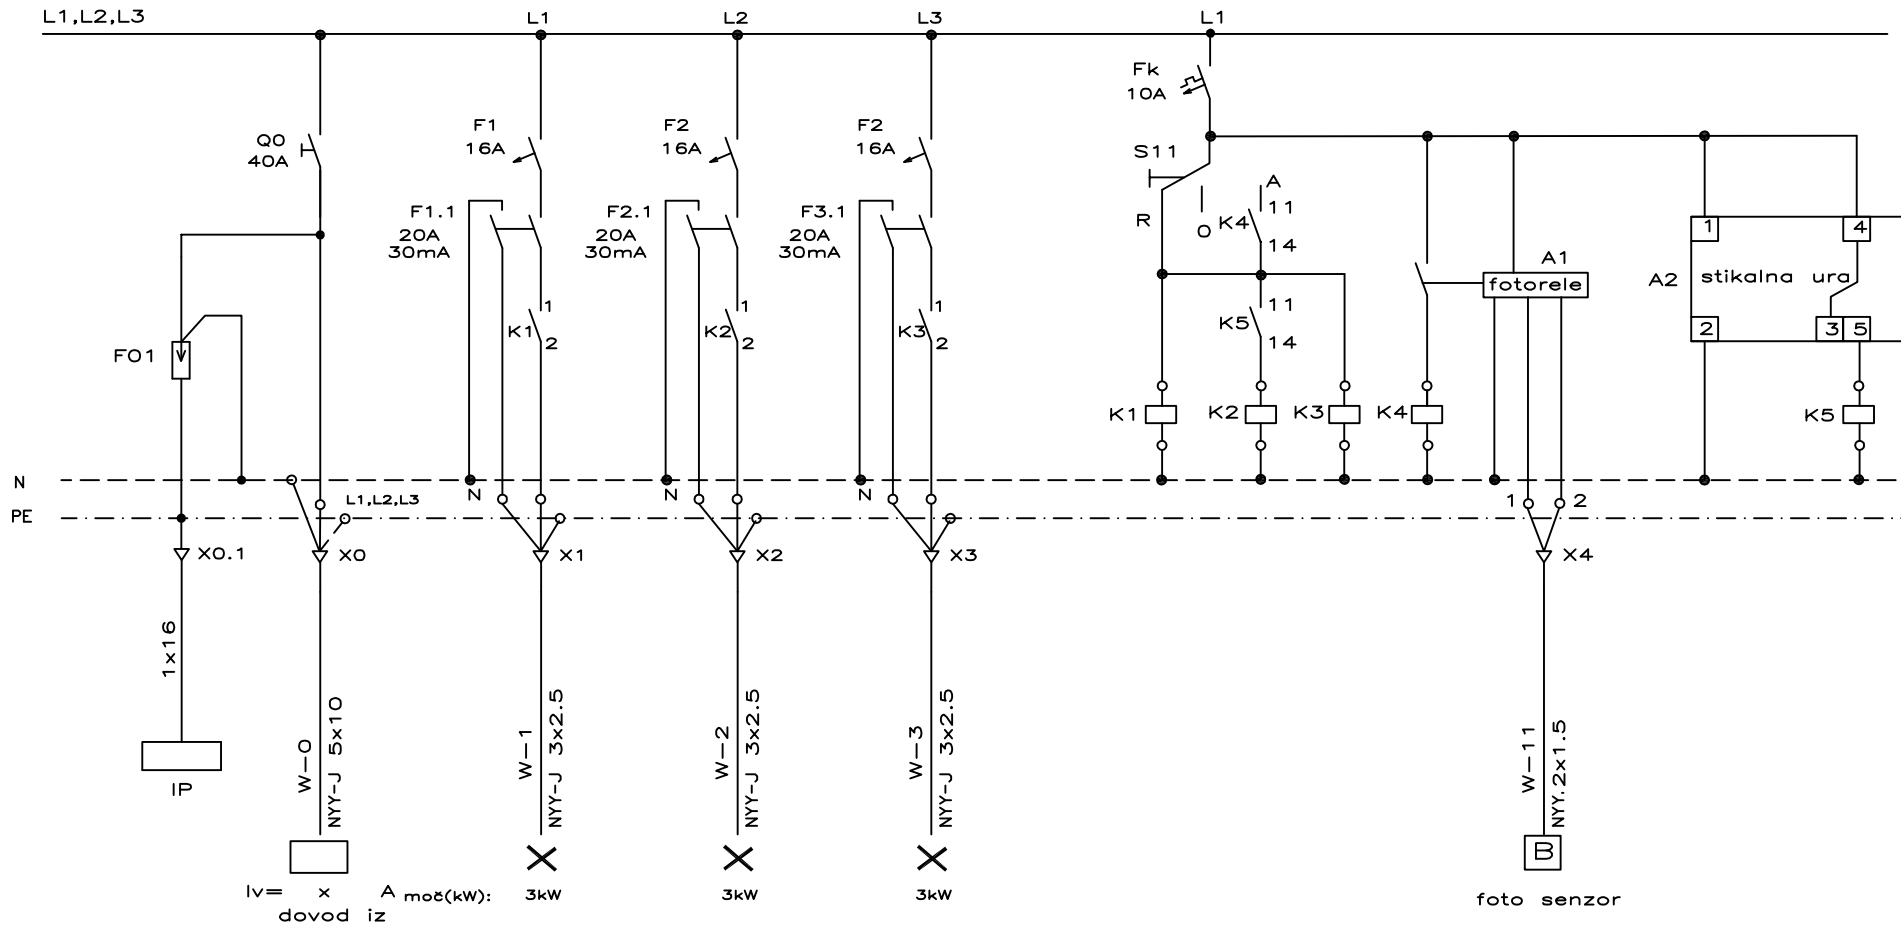 L1,L2,L3
L1
L2
L3
L1
Fk
10A
Q0
40A
F1
16A
F2
16A
F2
16A
S11
F1.1
20A
30mA
F2.1
20A
30mA
F3.1
20A
30mA
R
O
A
K4
11
14
K5
11
14
A1
fotorele
A2
stikalna ura
1
4
2
3
5
F01
K1
1
2
K2
1
2
K3
1
2
K1
K2
K3
K4
K5
N
N
N
N
L1,L2,L3
PE
1
2
X0.1
X0
X1
X2
X3
X4
1x16
W-0
NYY-J 5x10
W-1
NYY-J 3x2.5
W-2
NYY-J 3x2.5
W-3
NYY-J 3x2.5
W-11
NYY.2x1.5
IP
B
Iv= x A
moč(kW):
3kW
3kW
3kW
dovod iz
foto senzor